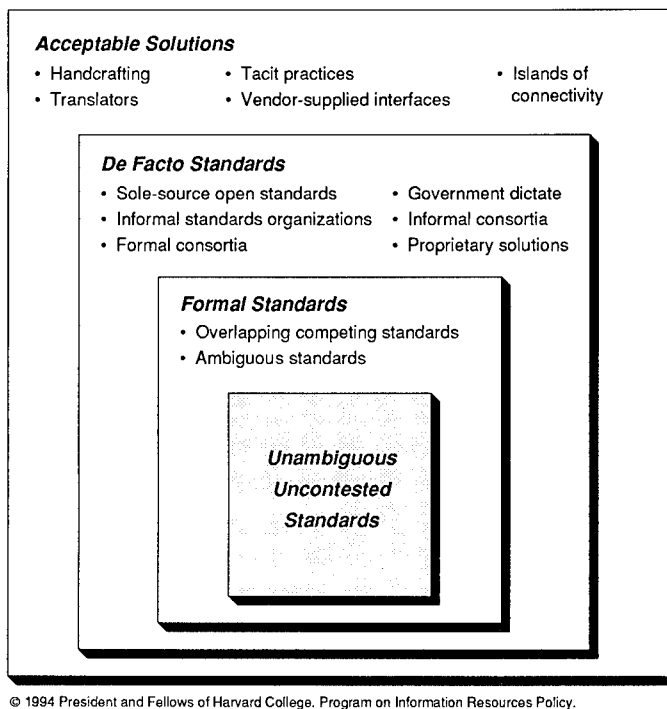 Acceptable Solutions
• Handcrafting
• Translators
• Tacit practices
• Vendor-supplied interfaces
• Islands of
connectivity
De Facto Standards
• Sole-source open standards
• Informal standards organizations
• Formal consortia
• Government dictate
• Informal consortia
• Proprietary solutions
Formal Standards
• Overlapping competing standards
• Ambiguous standards
Unambiguous
Uncontested
Standards
© 1994 President and Fellows of Harvard College. Program on Information Resources Policy.